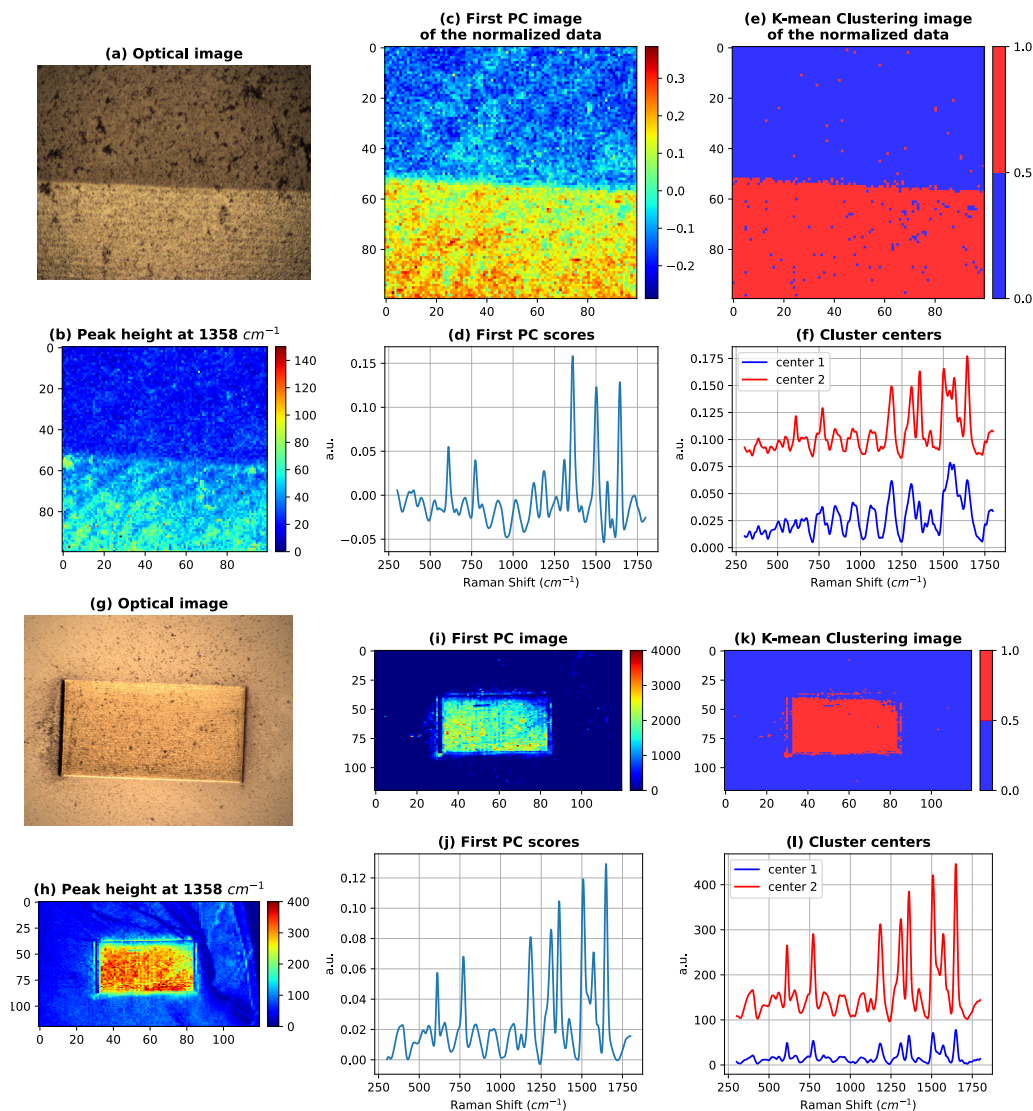 (a) Optical image
(c) First PC image
of the normalized data
(e) K-mean Clustering image
of the normalized data
0
20
40
60
80
0 20 40 60 80
0.3
0.2
0.1
0.0
−0.1
−0.2
0
20
40
60
80
0 20 40 60 80
1.0
0.5
0.0
(b) Peak height at 1358 cm⁻¹
0
20
40
60
80
0 20 40 60 80
140
120
100
80
60
40
20
0
(d) First PC scores
a.u.
0.15
0.10
0.05
0.00
−0.05
250 500 750 1000 1250 1500 1750
Raman Shift (cm⁻¹)
(f) Cluster centers
center 1
center 2
a.u.
0.175
0.150
0.125
0.100
0.075
0.050
0.025
0.000
250 500 750 1000 1250 1500 1750
Raman Shift (cm⁻¹)
(g) Optical image
(i) First PC image
0
25
50
75
100
0 20 40 60 80 100
4000
3000
2000
1000
0
(k) K-mean Clustering image
0
25
50
75
100
0 20 40 60 80 100
1.0
0.5
0.0
(h) Peak height at 1358 cm⁻¹
0
25
50
75
100
0 20 40 60 80 100
400
300
200
100
0
(j) First PC scores
a.u.
0.12
0.10
0.08
0.06
0.04
0.02
0.00
250 500 750 1000 1250 1500 1750
Raman Shift (cm⁻¹)
(l) Cluster centers
center 1
center 2
a.u.
400
300
200
100
0
250 500 750 1000 1250 1500 1750
Raman Shift (cm⁻¹)